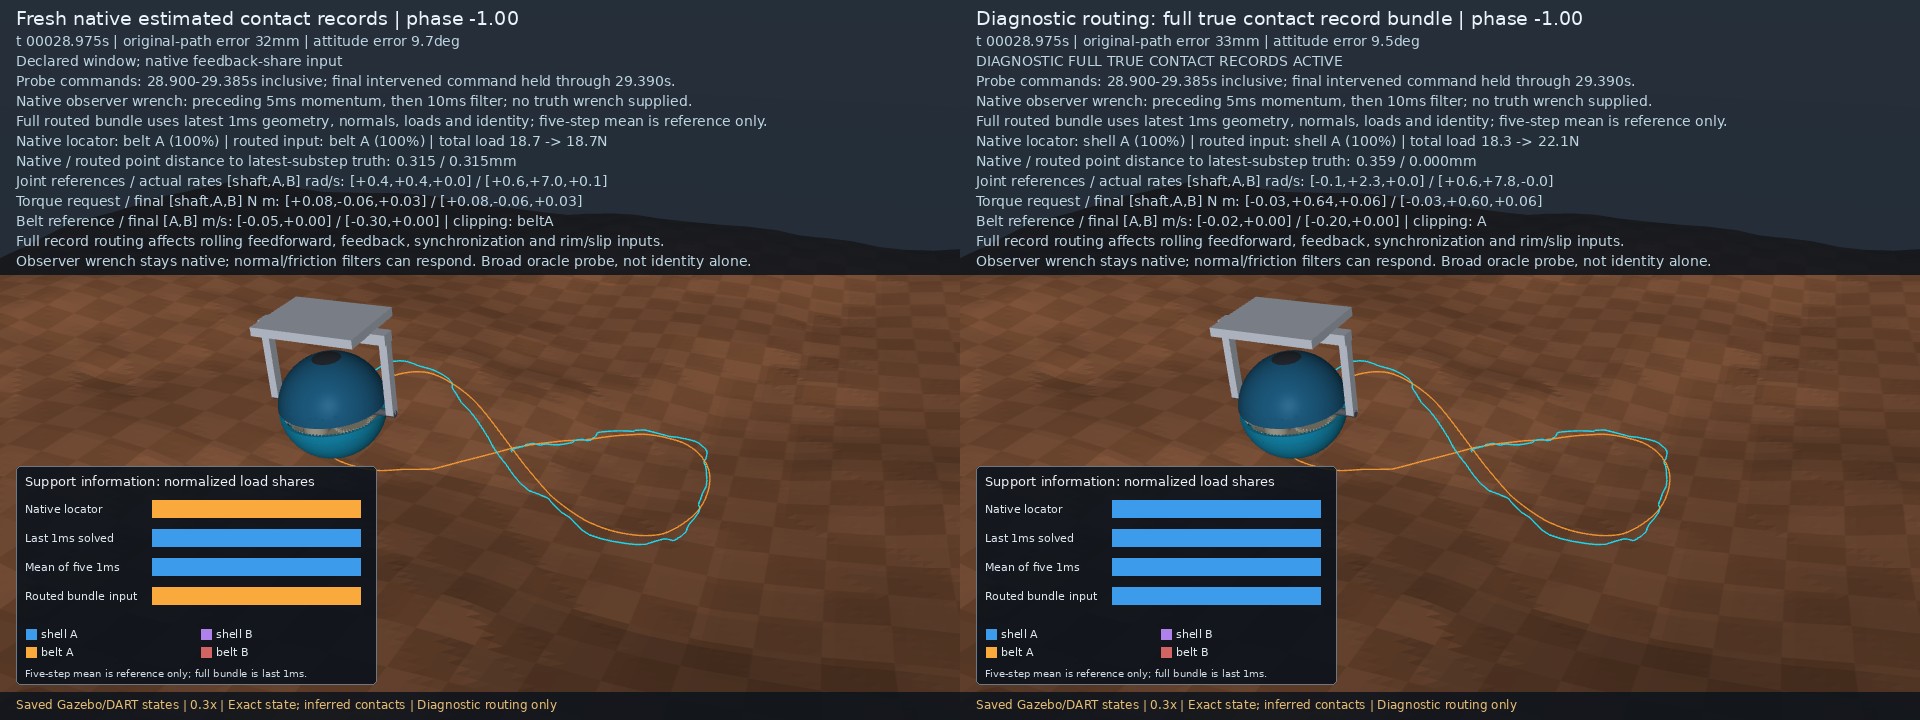 Fresh native estimated contact records | phase -1.00
t 00028.975s | original-path error 32mm | attitude error 9.7deg
Declared window; native feedback-share input
Probe commands: 28.900-29.385s inclusive; final intervened command held through 29.390s.
Native observer wrench: preceding 5ms momentum, then 10ms filter; no truth wrench supplied.
Full routed bundle uses latest 1ms geometry, normals, loads and identity; five-step mean is reference only.
Native locator: belt A (100%) | routed input: belt A (100%) | total load 18.7 -> 18.7N
Native / routed point distance to latest-substep truth: 0.315 / 0.315mm
Joint references / actual rates [shaft,A,B] rad/s: [+0.4,+0.4,+0.0] / [+0.6,+7.0,+0.1]
Torque request / final [shaft,A,B] N m: [+0.08,-0.06,+0.03] / [+0.08,-0.06,+0.03]
Belt reference / final [A,B] m/s: [-0.05,+0.00] / [-0.30,+0.00] | clipping: beltA
Full record routing affects rolling feedforward, feedback, synchronization and rim/slip inputs.
Observer wrench stays native; normal/friction filters can respond. Broad oracle probe, not identity alone.
Support information: normalized load shares
Native locator
Last 1ms solved
Mean of five 1ms
Routed bundle input
shell A
shell B
belt A
belt B
Five-step mean is reference only; full bundle is last 1ms.
Saved Gazebo/DART states | 0.3x | Exact state; inferred contacts | Diagnostic routing only
Diagnostic routing: full true contact record bundle | phase -1.00
t 00028.975s | original-path error 33mm | attitude error 9.5deg
DIAGNOSTIC FULL TRUE CONTACT RECORDS ACTIVE
Probe commands: 28.900-29.385s inclusive; final intervened command held through 29.390s.
Native observer wrench: preceding 5ms momentum, then 10ms filter; no truth wrench supplied.
Full routed bundle uses latest 1ms geometry, normals, loads and identity; five-step mean is reference only.
Native locator: shell A (100%) | routed input: shell A (100%) | total load 18.3 -> 22.1N
Native / routed point distance to latest-substep truth: 0.359 / 0.000mm
Joint references / actual rates [shaft,A,B] rad/s: [-0.1,+2.3,+0.0] / [+0.6,+7.8,-0.0]
Torque request / final [shaft,A,B] N m: [-0.03,+0.64,+0.06] / [-0.03,+0.60,+0.06]
Belt reference / final [A,B] m/s: [-0.02,+0.00] / [-0.20,+0.00] | clipping: A
Full record routing affects rolling feedforward, feedback, synchronization and rim/slip inputs.
Observer wrench stays native; normal/friction filters can respond. Broad oracle probe, not identity alone.
Support information: normalized load shares
Native locator
Last 1ms solved
Mean of five 1ms
Routed bundle input
shell A
shell B
belt A
belt B
Five-step mean is reference only; full bundle is last 1ms.
Saved Gazebo/DART states | 0.3x | Exact state; inferred contacts | Diagnostic routing only